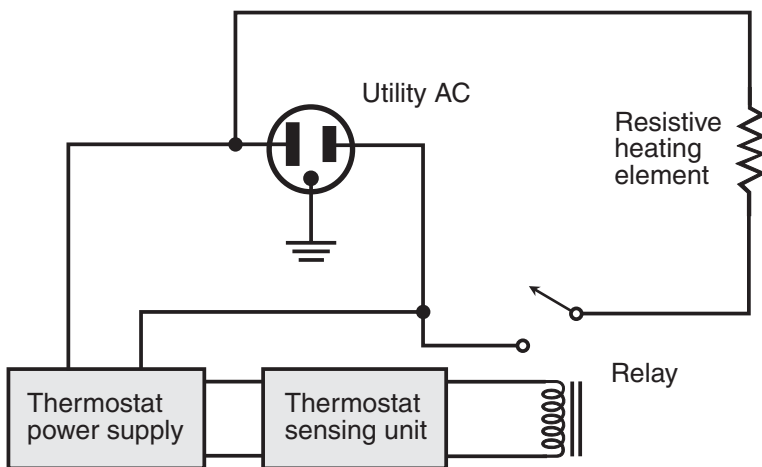 Utility AC
Resistive
heating
element
Relay
Thermostat
power supply
Thermostat
sensing unit